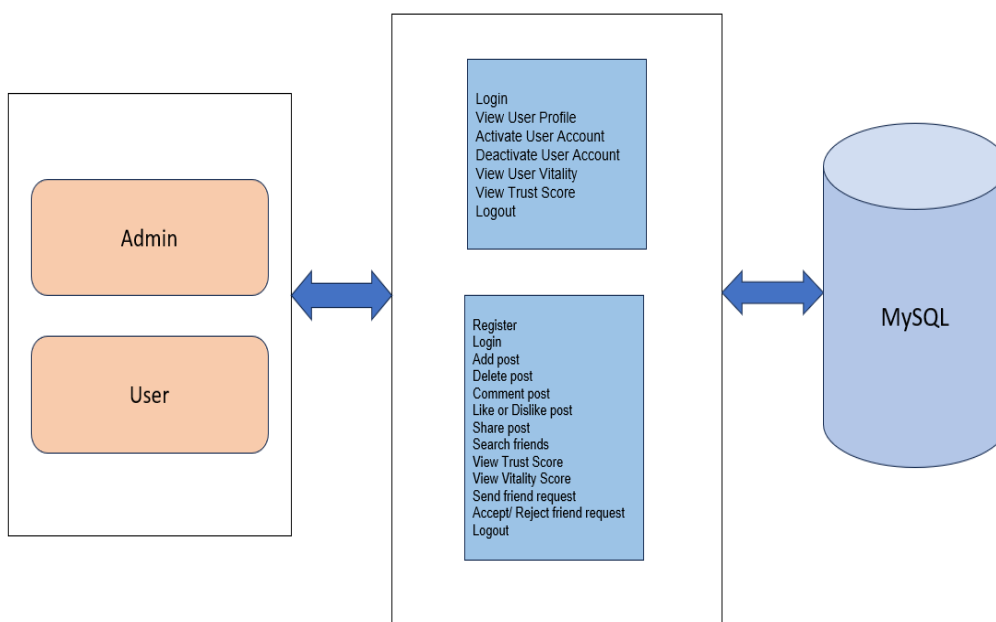 Admin
User
Login
View User Profile
Activate User Account
Deactivate User Account
View User Vitality
View Trust Score
Logout
Register
Login
Add post
Delete post
Comment post
Like or Dislike post
Share post
Search friends
View Trust Score
View Vitality Score
Send friend request
Accept/ Reject friend request
Logout
MySQL